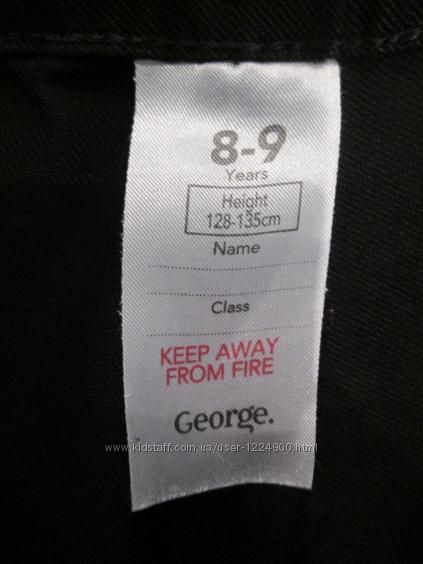 8-9
Years
Height
128-135cm
Name
Class
KEEP AWAY
FROM FIRE
George.
www.kidstaff.com.ua/user-1224900.html